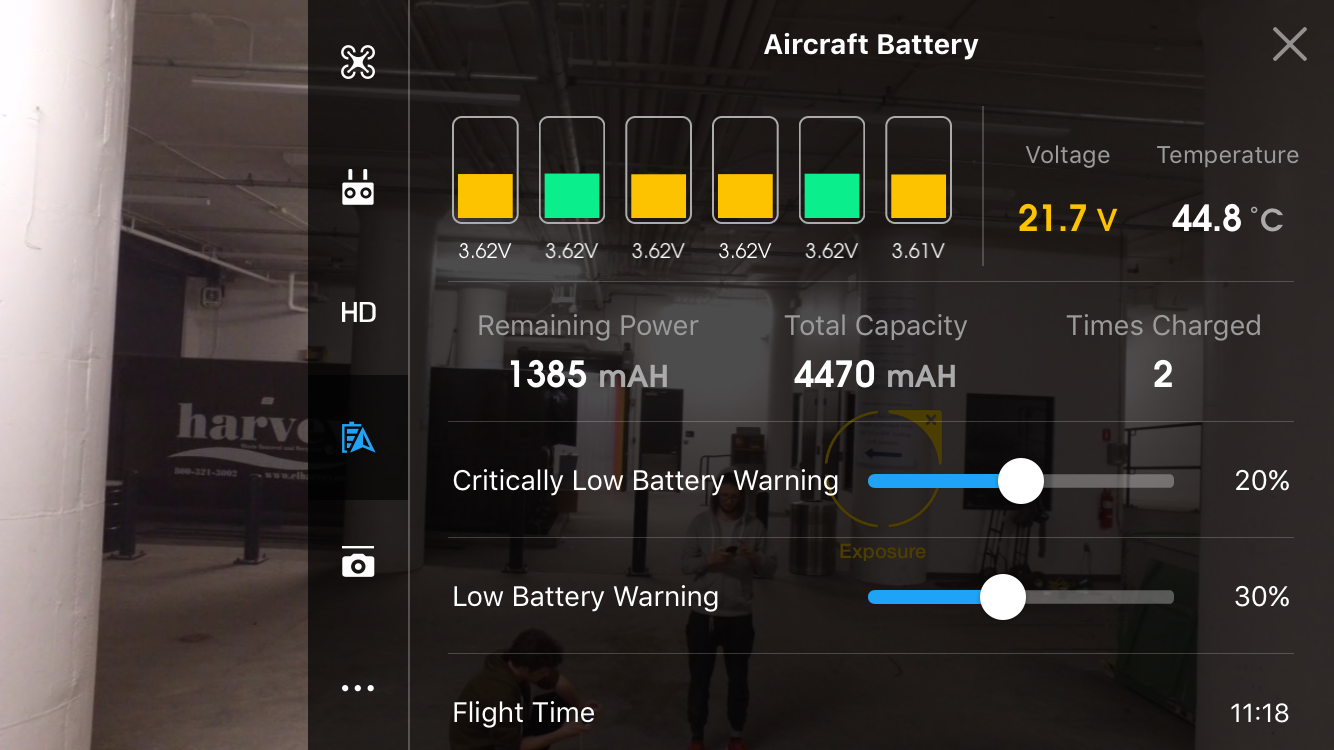 Aircraft Battery
Voltage Temperature
21.7 V 44.8 °C
3.62V 3.62V 3.62V 3.62V 3.62V 3.61V
HD
Remaining Power Total Capacity Times Charged
1385 mAH 4470 mAH 2
harve
800-321-2002 www.elha
Critically Low Battery Warning 20%
Exposure
Low Battery Warning 30%
Flight Time 11:18